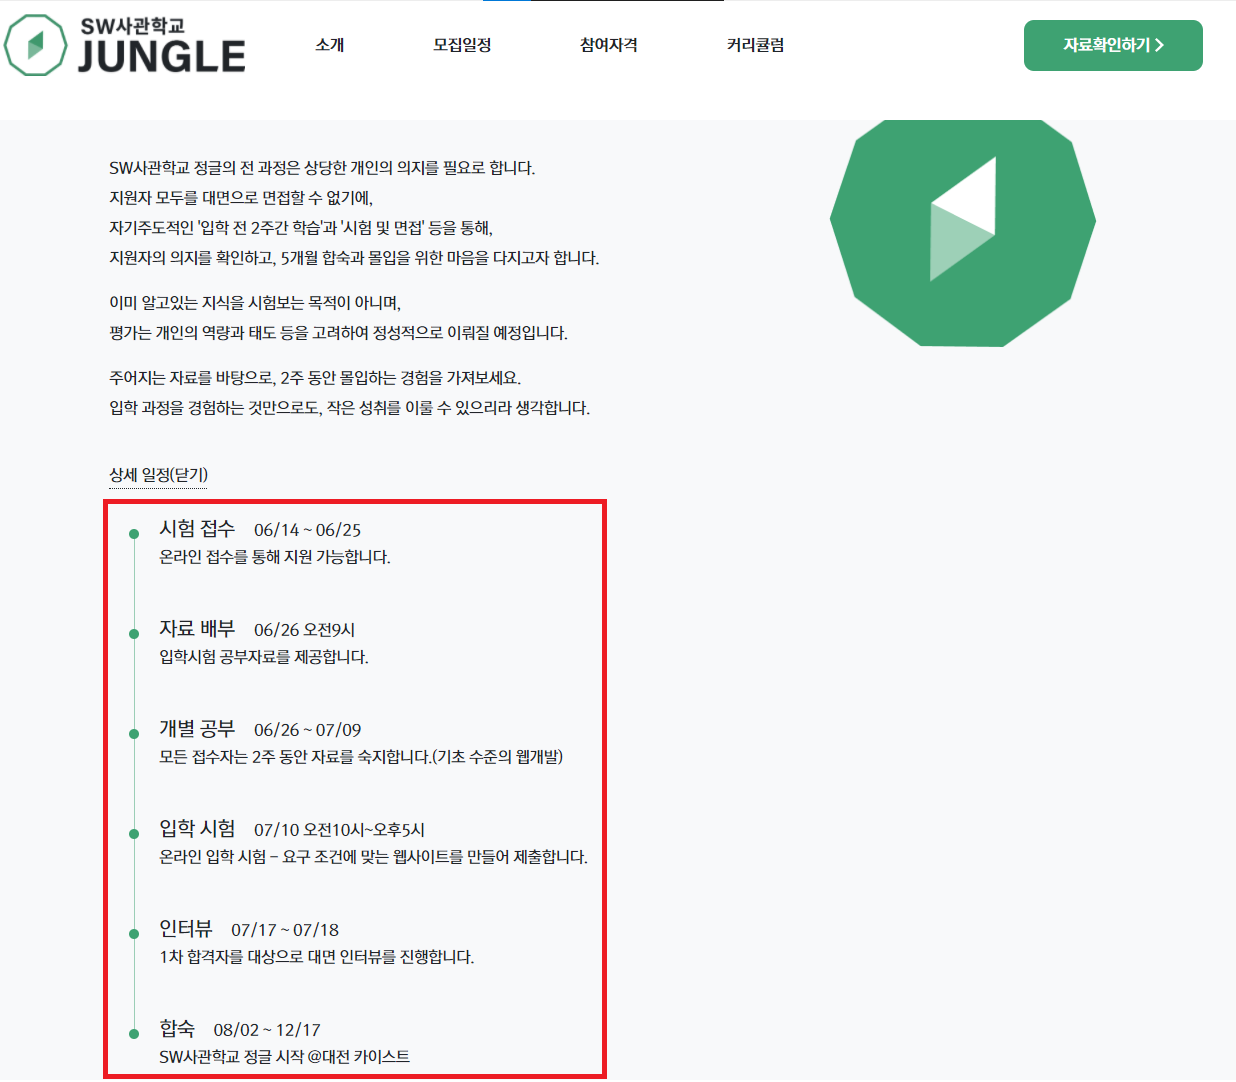 SW사관학교
JUNGLE
소개
모집일정
참여자격
커리큘럼
자료확인하기
SW사관학교 정글의 전 과정은 상당한 개인의 의지를 필요로 합니다.
지원자 모두를 대면으로 면접할 수 없기에,
자기주도적인 '입학 전 2주간 학습'과 '시험 및 면접' 등을 통해,
지원자의 의지를 확인하고, 5개월 합숙과 몰입을 위한 마음을 다지고자 합니다.
이미 알고있는 지식을 시험보는 목적이 아니며,
평가는 개인의 역량과 태도 등을 고려하여 정성적으로 이뤄질 예정입니다.
주어지는 자료를 바탕으로, 2주 동안 몰입하는 경험을 가져보세요.
입학 과정을 경험하는 것만으로도, 작은 성취를 이룰 수 있으리라 생각합니다.
상세 일정(닫기)
시험 접수 06/14 ~ 06/25
온라인 접수를 통해 지원 가능합니다.
자료 배부 06/26 오전9시
입학시험 공부자료를 제공합니다.
개별 공부 06/26 ~ 07/09
모든 접수자는 2주 동안 자료를 숙지합니다.(기초 수준의 웹개발)
입학 시험 07/10 오전10시~오후5시
온라인 입학 시험 - 요구 조건에 맞는 웹사이트를 만들어 제출합니다.
인터뷰 07/17 ~ 07/18
1차 합격자를 대상으로 대면 인터뷰를 진행합니다.
합숙 08/02 ~ 12/17
SW사관학교 정글 시작 @대전 카이스트